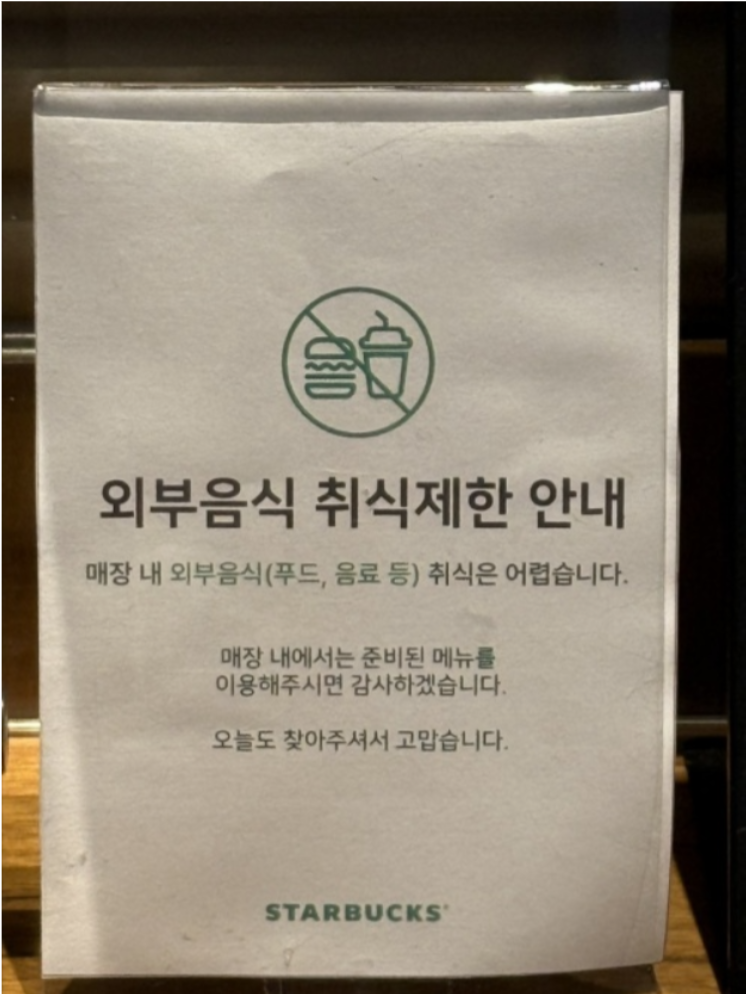 외부음식 취식제한 안내
매장 내 외부음식(푸드, 음료 등) 취식은 어렵습니다.
매장 내에서는 준비된 메뉴를
이용해주시면 감사하겠습니다.
오늘도 찾아주셔서 고맙습니다.
STARBUCKS®